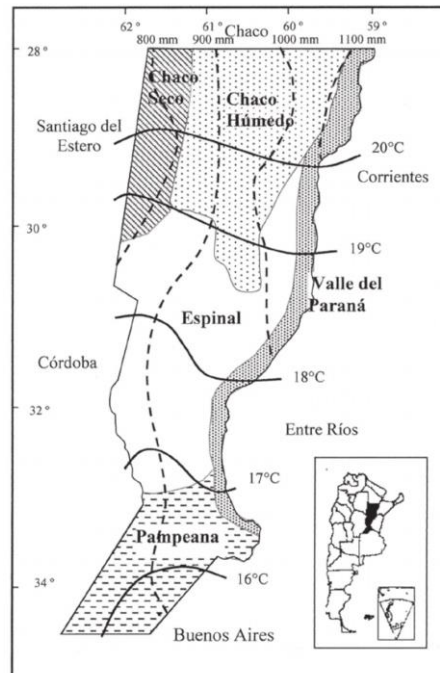 62° 61° Chaco 60° 59°
800 mm 900 mm 1000 mm 1100 mm
28°
Chaco
Seco
Chaco
Húmedo
Santiago del
Estero
20°C
Corrientes
30°
19°C
Valle del
Paraná
Espinal
Córdoba
18°C
32°
Entre Ríos
17°C
Pampeana
34°
16°C
Buenos Aires